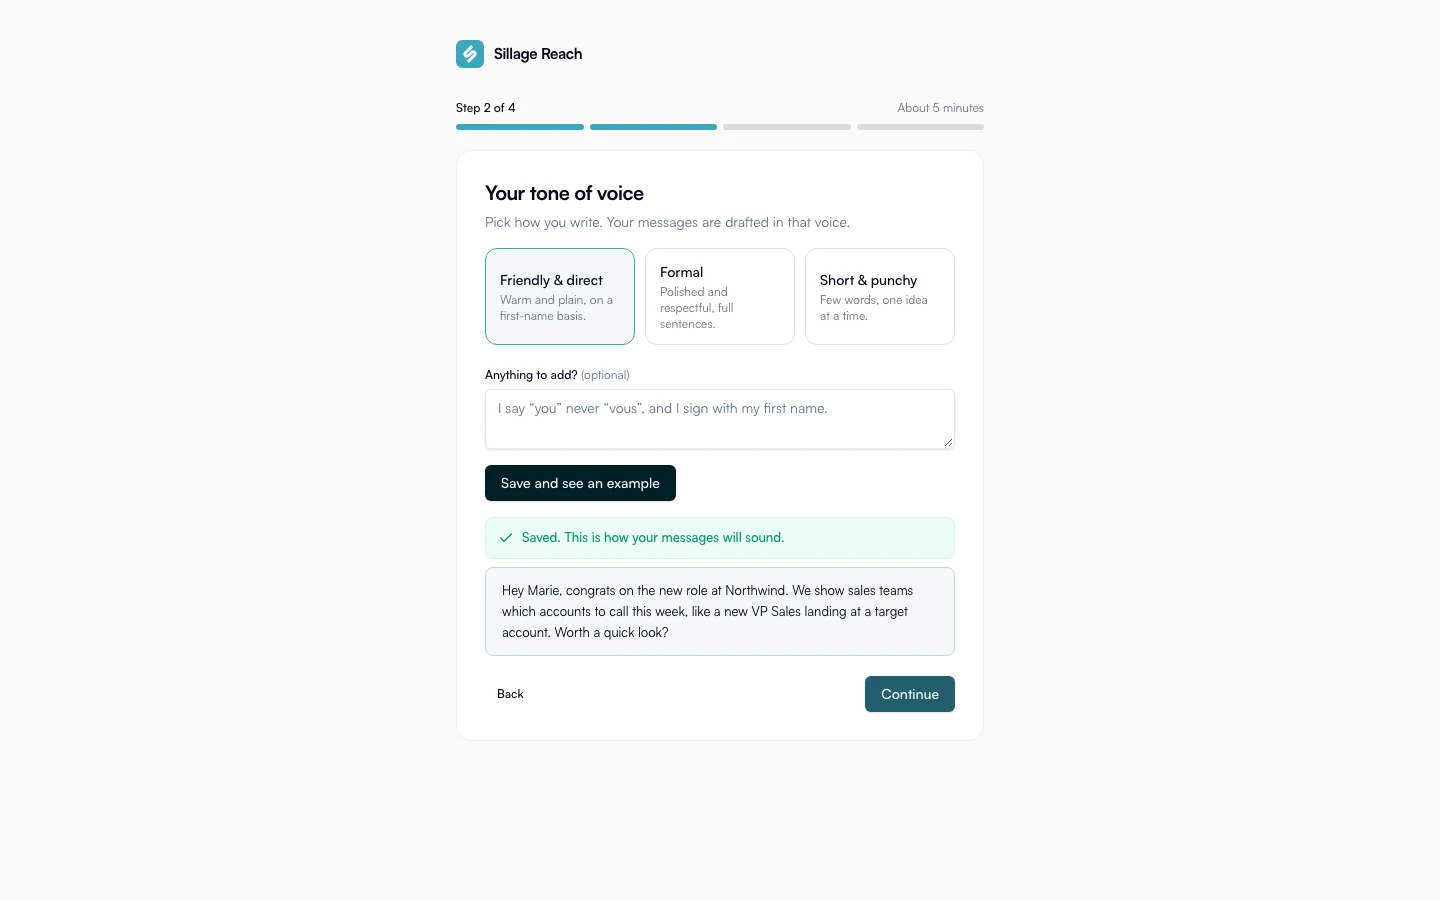 Sillage Reach
Step 2 of 4
About 5 minutes
Your tone of voice
Pick how you write. Your messages are drafted in that voice.
Friendly & direct
Warm and plain, on a
first-name basis.
Formal
Polished and
respectful, full
sentences.
Short & punchy
Few words, one idea
at a time.
Anything to add? (optional)
I say “you” never “vous”, and I sign with my first name.
Save and see an example
Saved. This is how your messages will sound.
Hey Marie, congrats on the new role at Northwind. We show sales teams
which accounts to call this week, like a new VP Sales landing at a target
account. Worth a quick look?
Back
Continue